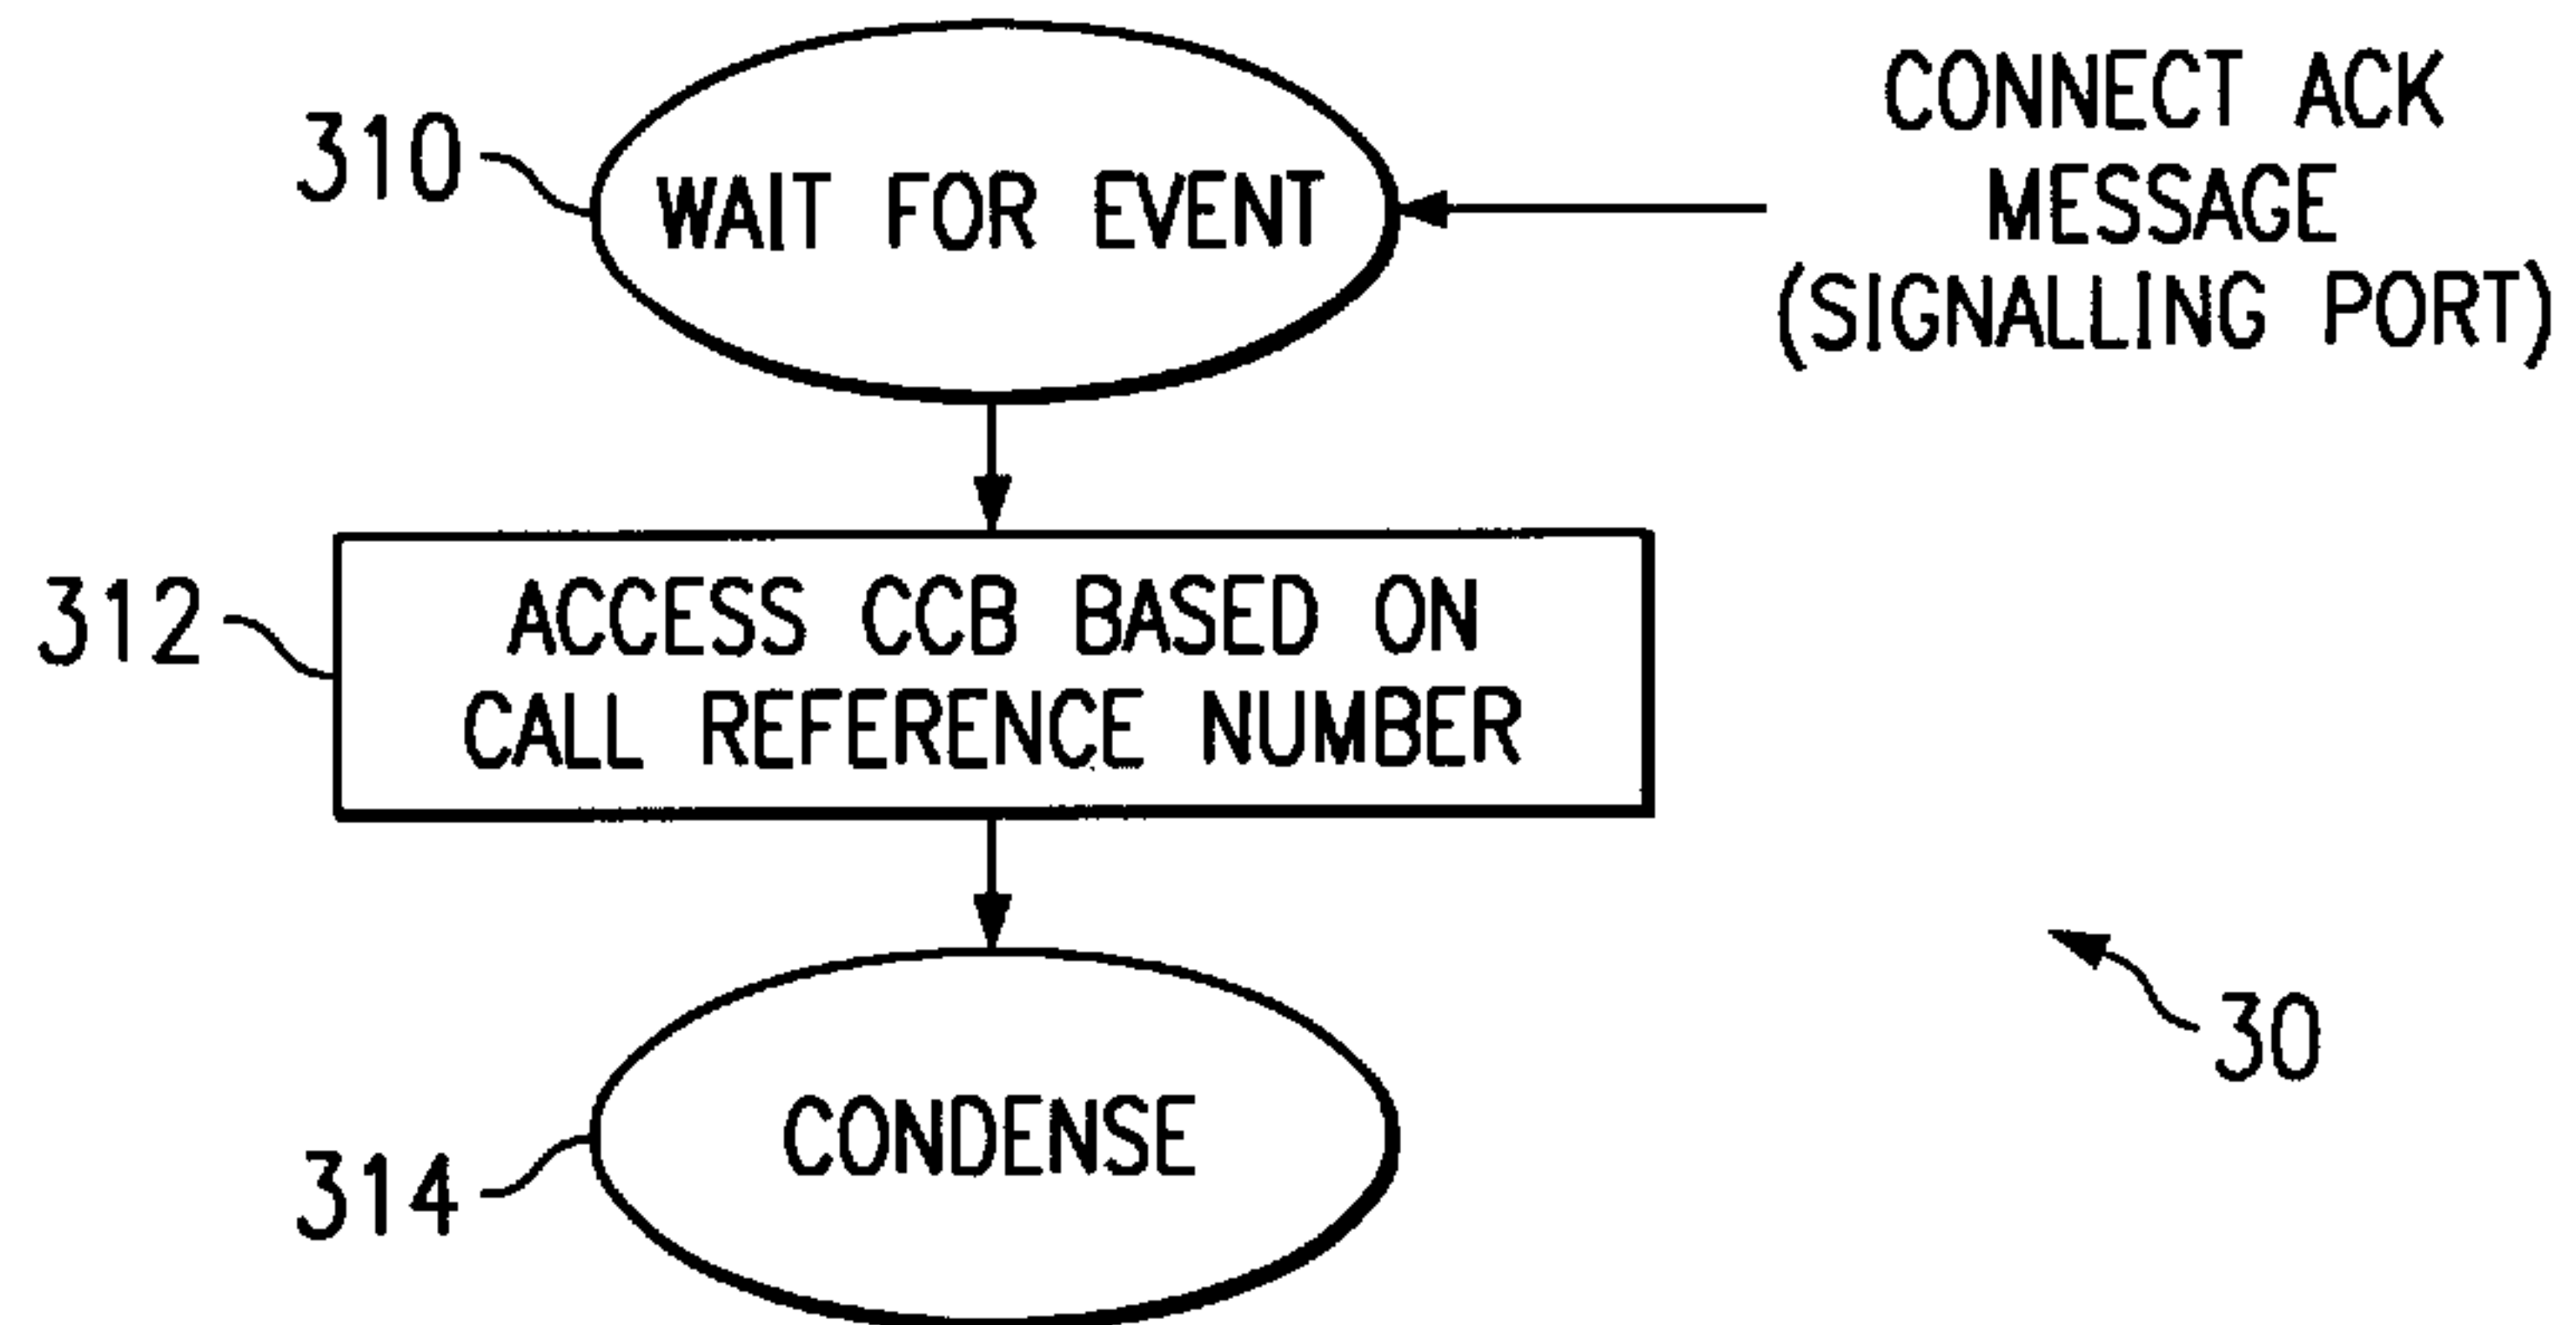 310
WAIT FOR EVENT
CONNECT ACK
MESSAGE
(SIGNALLING PORT)
312
ACCESS CCB BASED ON
CALL REFERENCE NUMBER
314
CONDENSE
30